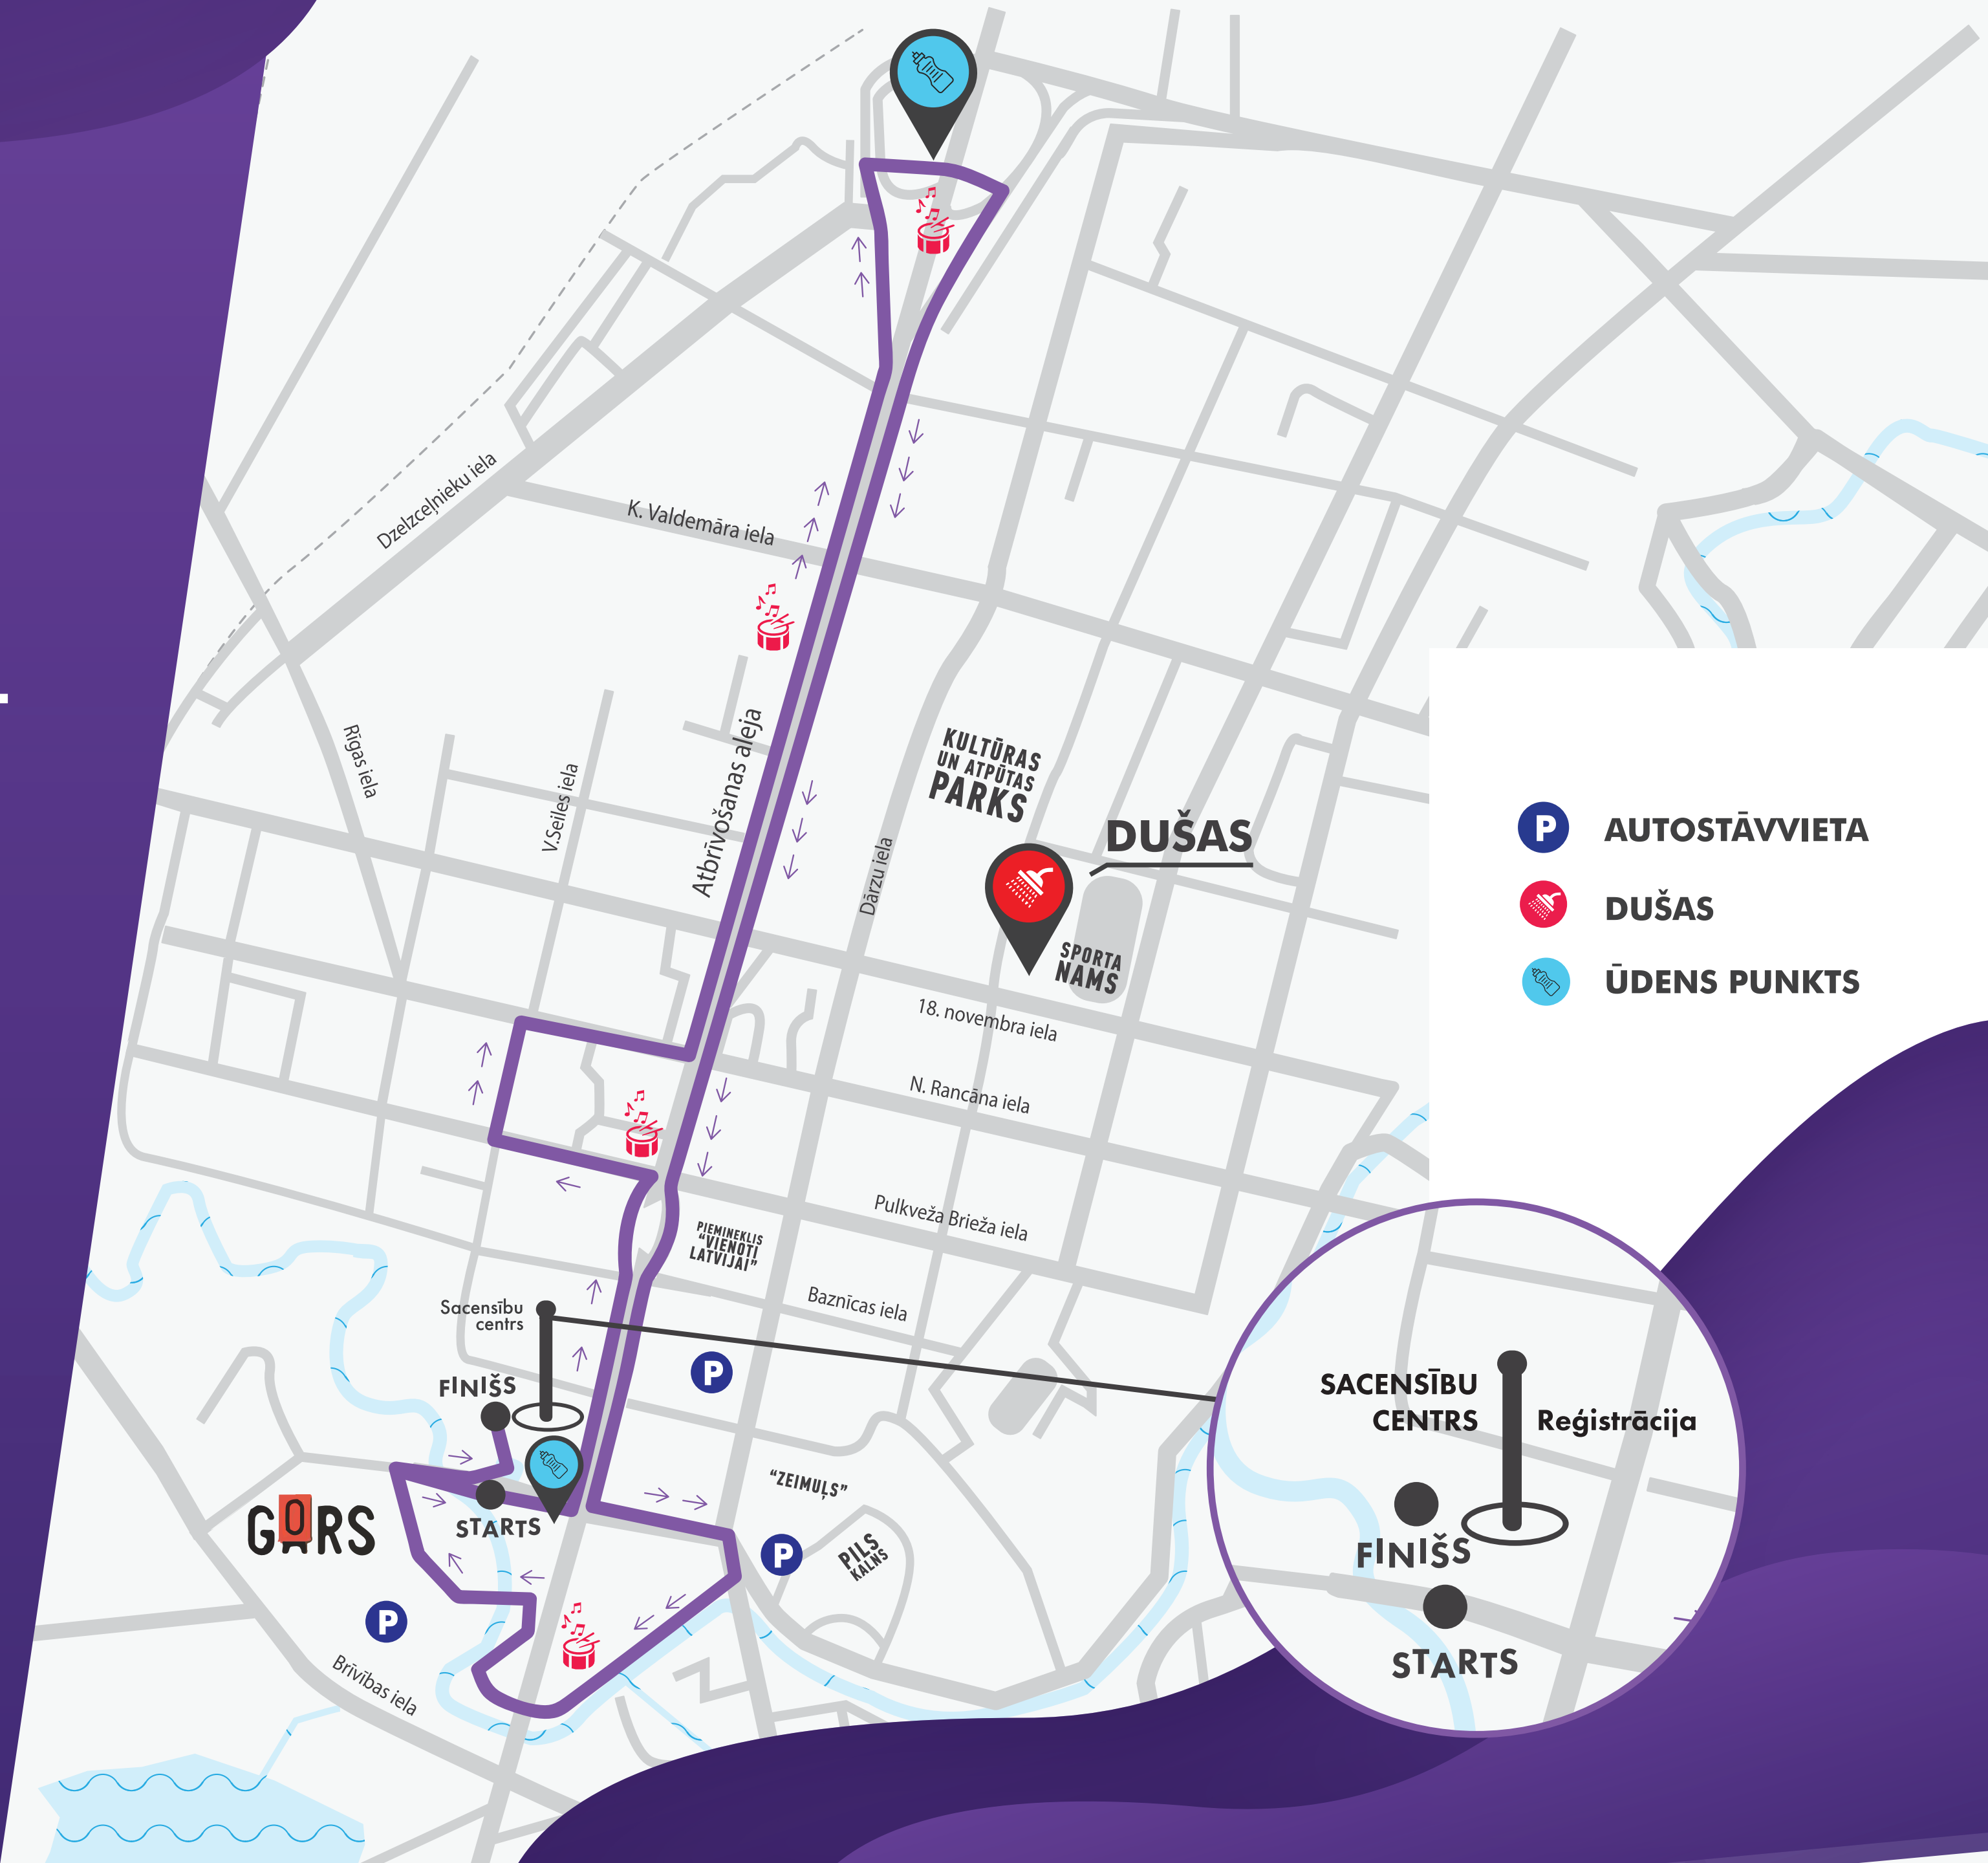 Dzelzceļnieku iela
K. Valdemāra iela
Rīgas iela
V.Seiles iela
Atbrīvošanas aleja
Dārzu iela
KULTŪRAS
UN ATPŪTAS
PARKS
DUŠAS
SPORTA
NAMS
18. novembra iela
N. Rancāna iela
Pulkveža Brieža iela
PIEMINEKLIS
"VIENOTI
LATVIJAI"
Baznīcas iela
Sacensību
centrs
FINIŠS
STARTS
GORS
P
P
P
"ZEIMUĻS"
PILS
KALNS
Brīvības iela
P AUTOSTĀVVIETA
DUŠAS
ŪDENS PUNKTS
SACENSĪBU
CENTRS
Reģistrācija
FINIŠS
STARTS